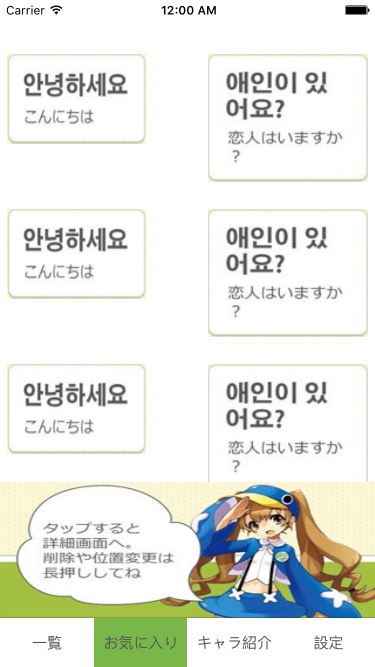 Carrier 12:00 AM
안녕하세요
こんにちは
애인이 있
어요?
恋人はいますか
?
안녕하세요
こんにちは
애인이 있
어요?
恋人はいますか
?
안녕하세요
こんにちは
애인이 있
어요?
恋人はいますか
?
タップすると
詳細画面へ。
削除や位置変更は
長押ししてね
一覧 お気に入り キャラ紹介 設定